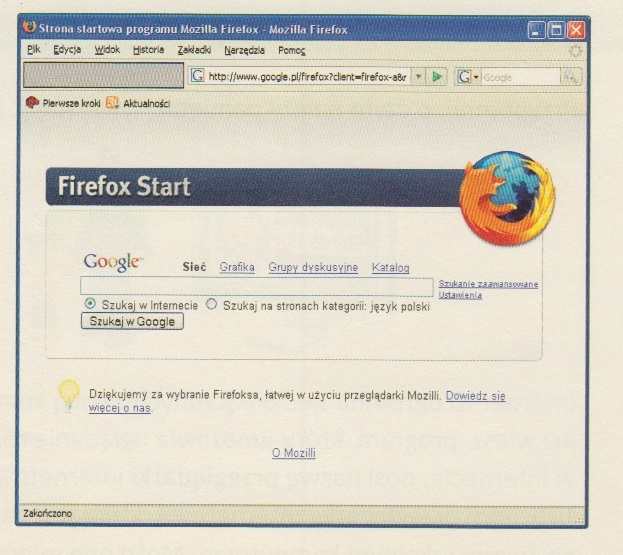 Strona startowa programu Mozilla Firefox - Mozilla Firefox
Plik Edycja Widok Historia Zakładki Narzędzia Pomoc
http://www.google.pl/firefox?client=firefox-a&r
G Google
Pierwsze kroki Aktualności
Firefox Start
Google™ Sieć Grafika Grupy dyskusyjne Katalog
Szukanie zaawansowane
Ustawienia
Szukaj w Internecie Szukaj na stronach kategorii: język polski
Szukaj w Google
Dziękujemy za wybranie Firefoksa, łatwej w użyciu przeglądarki Mozilli. Dowiedz się
więcej o nas.
O Mozilli
Zakończono